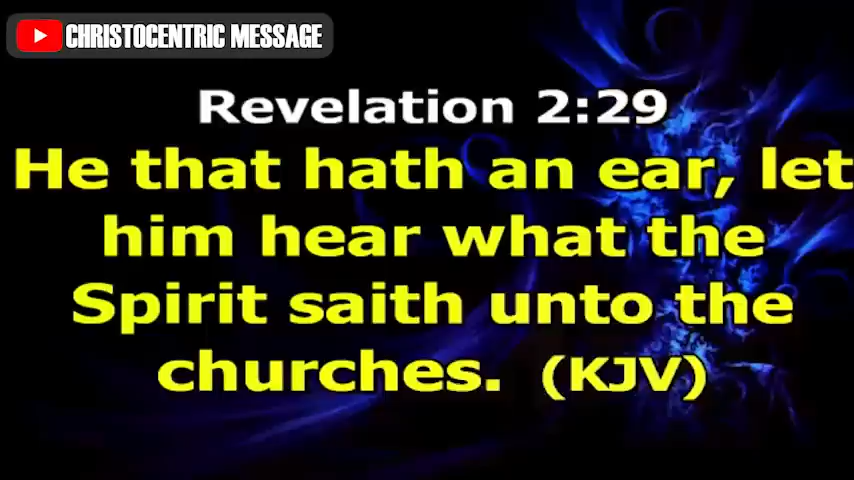 CHRISTOCENTRIC MESSAGE
Revelation 2:29
He that hath an ear, let
him hear what the
Spirit saith unto the
churches. (KJV)